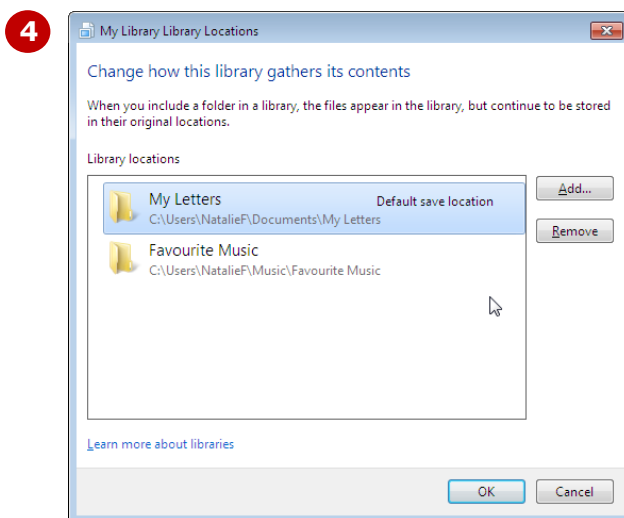 4
My Library Library Locations
Change how this library gathers its contents
When you include a folder in a library, the files appear in the library, but continue to be stored
in their original locations.
Library locations
My Letters Default save location
C:\Users\NatalieF\Documents\My Letters
Add...
Favourite Music
C:\Users\NatalieF\Music\Favourite Music
Remove
Learn more about libraries
OK Cancel